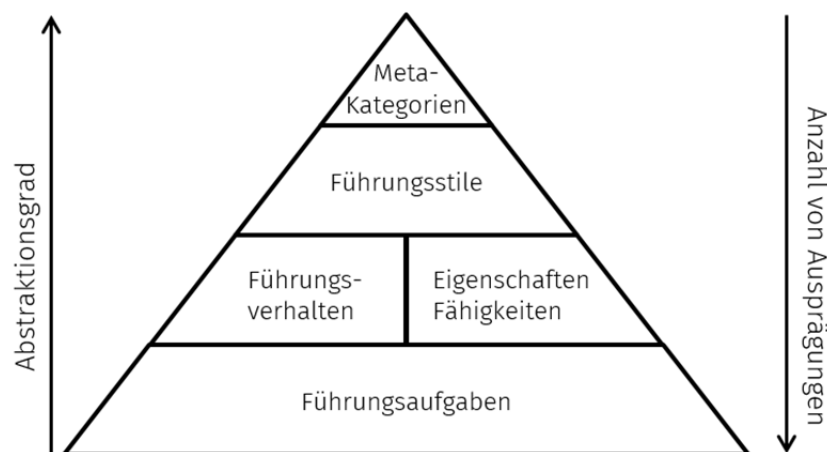 Meta-
Kategorien
Führungsstile
Führungs-
verhalten
Eigenschaften
Fähigkeiten
Führungsaufgaben
Abstraktionsgrad
Anzahl von Ausprägungen